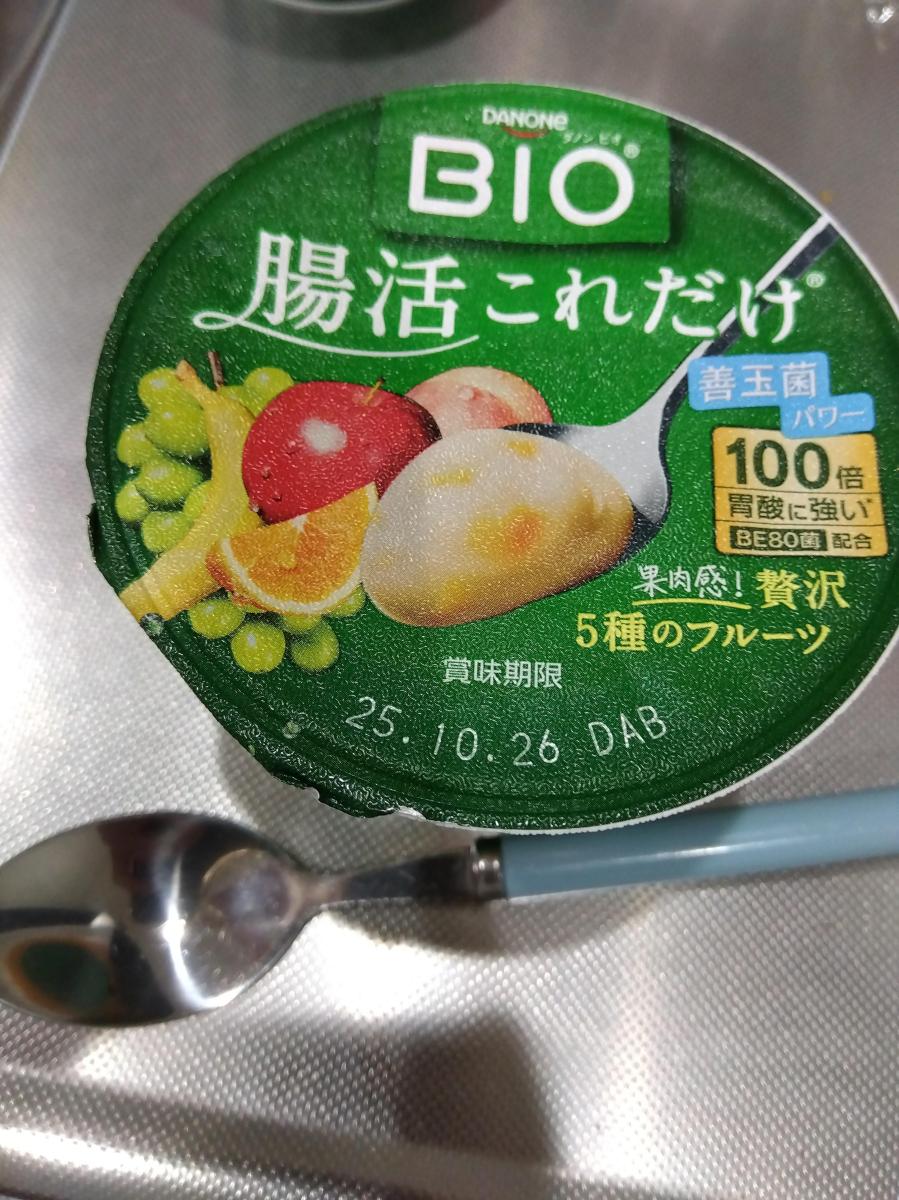 DANONE
ダノン ビオ
BIO®
腸活これだけ®
善玉菌
パワー
100倍
胃酸に強い*
BE80菌 配合
果肉感! 贅沢
5種のフルーツ
賞味期限
25.10.26 DAB